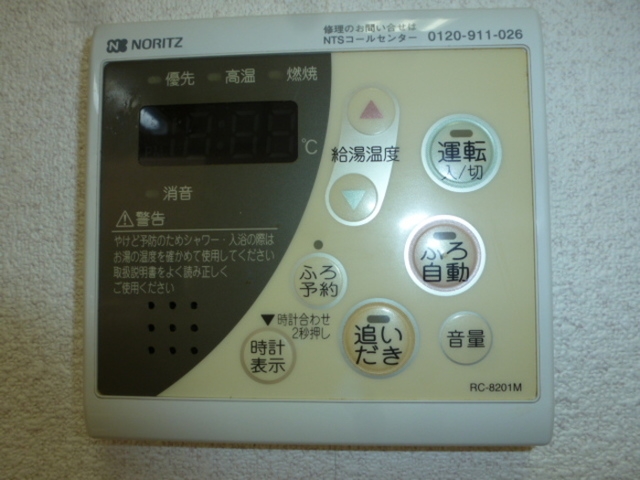 NORITZ
修理のお問い合せは
NTSコールセンター 0120-911-026
優先 高温 燃焼
℃
給湯温度
運転
入/切
消音
警告
やけど予防のためシャワー・入浴の際は
お湯の温度を確かめて使用してください
取扱説明書をよく読み正しく
ご使用ください
ふろ
自動
ふろ
予約
▼時計合わせ
2秒押し
時計
表示
追い
だき
音量
RC-8201M